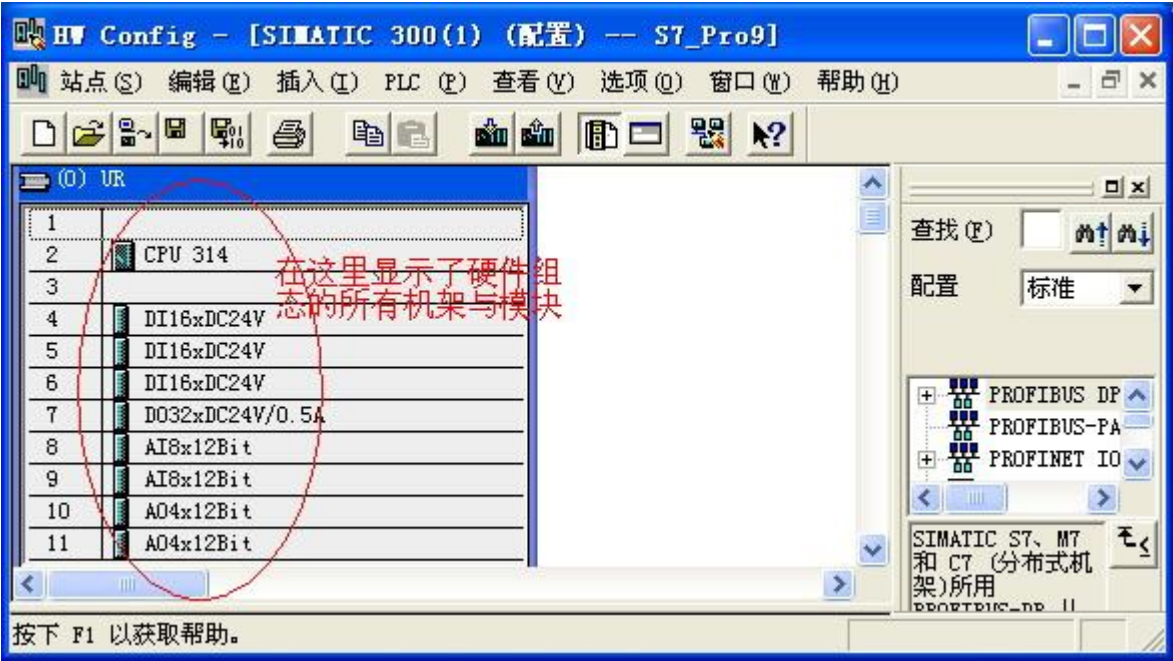 HW Config - [SIMATIC 300(1) (配置) -- S7_Pro9]
站点(S) 编辑(E) 插入(I) PLC (P) 查看(V) 选项(O) 窗口(W) 帮助(H)
(0) UR
1
2 CPU 314
3
4 DI16xDC24V
5 DI16xDC24V
6 DI16xDC24V
7 DO32xDC24V/0.5A
8 AI8x12Bit
9 AI8x12Bit
10 AO4x12Bit
11 AO4x12Bit
在这里显示了硬件组
态的所有机架与模块
查找(F)
配置 标准
PROFIBUS DP
PROFIBUS-PA
PROFINET IO
SIMATIC S7、M7
和 C7 (分布式机
架)所用
PROFIBUS-DP
按下 F1 以获取帮助。